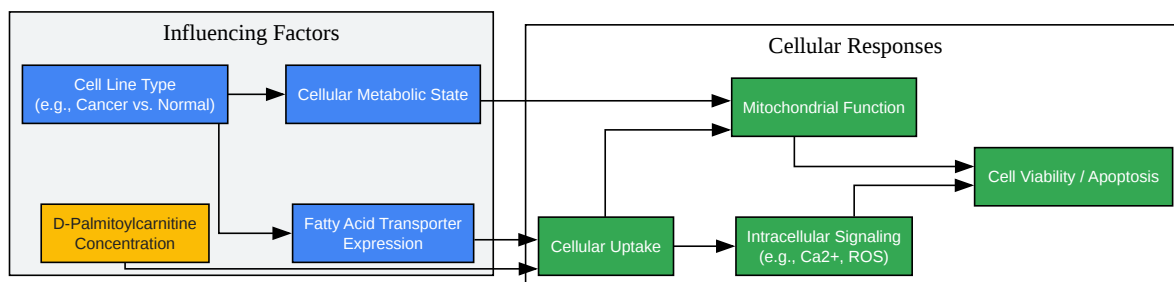 Influencing Factors
Cell Line Type
(e.g., Cancer vs. Normal)
Cellular Metabolic State
D-Palmitoylcarnitine
Concentration
Fatty Acid Transporter
Expression
Cellular Responses
Mitochondrial Function
Cell Viability / Apoptosis
Cellular Uptake
Intracellular Signaling
(e.g., Ca2+, ROS)